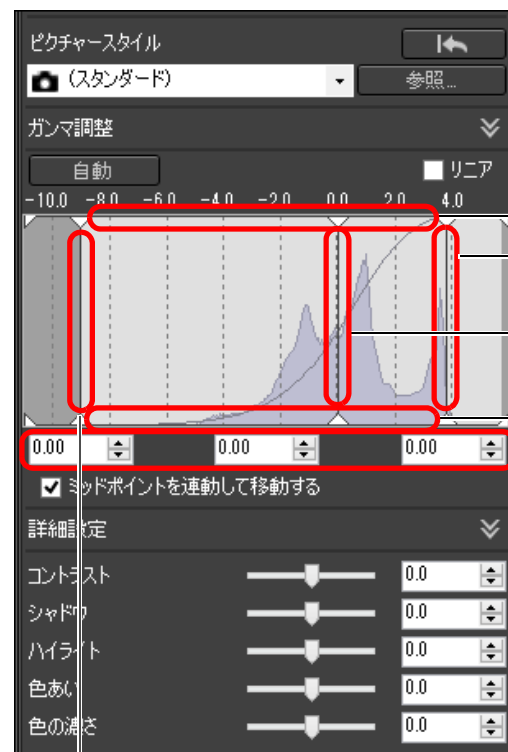 ピクチャースタイル
(スタンダード)
参照...
ガンマ調整
自動
リニア
-10.0 -8.0 -6.0 -4.0 -2.0 0.0 2.0 4.0
0.00 0.00 0.00
ミッドポイントを連動して移動する
詳細設定
コントラスト 0.0
シャドウ 0.0
ハイライト 0.0
色あい 0.0
色の濃さ 0.0